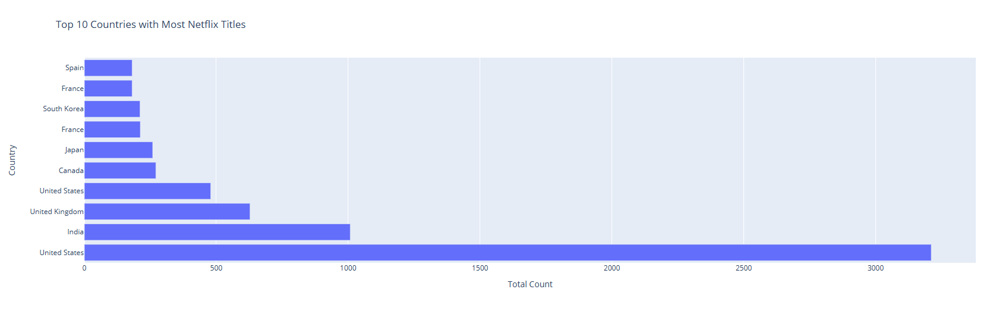 Top 10 Countries with Most Netflix Titles
Country
Spain
France
South Korea
France
Japan
Canada
United States
United Kingdom
India
United States
0 500 1000 1500 2000 2500 3000
Total Count